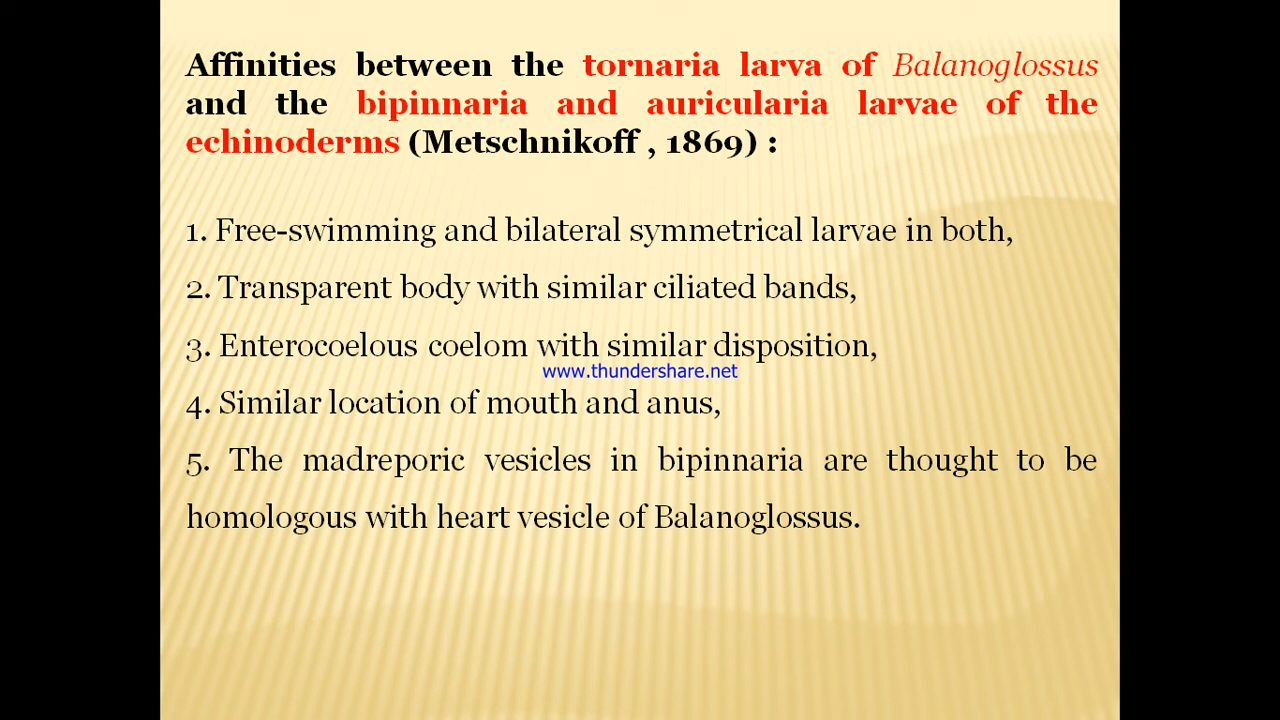 Affinities between the tornaria larva of Balanoglossus
and the bipinnaria and auricularia larvae of the
echinoderms (Metschnikoff , 1869) :
1. Free-swimming and bilateral symmetrical larvae in both,
2. Transparent body with similar ciliated bands,
3. Enterocoelous coelom with similar disposition,
www.thundershare.net
4. Similar location of mouth and anus,
5. The madreporic vesicles in bipinnaria are thought to be
homologous with heart vesicle of Balanoglossus.